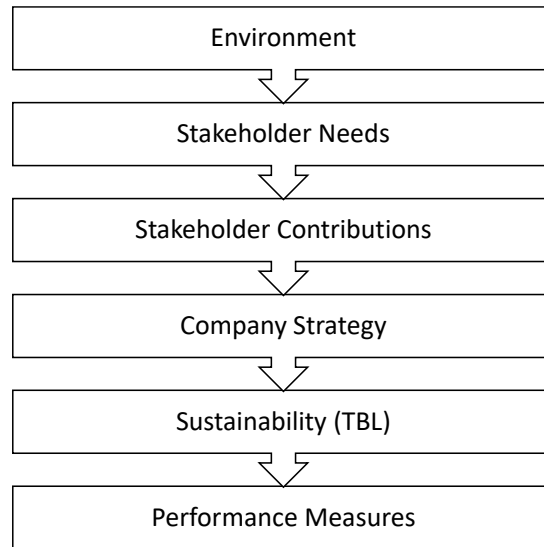 Environment
Stakeholder Needs
Stakeholder Contributions
Company Strategy
Sustainability (TBL)
Performance Measures